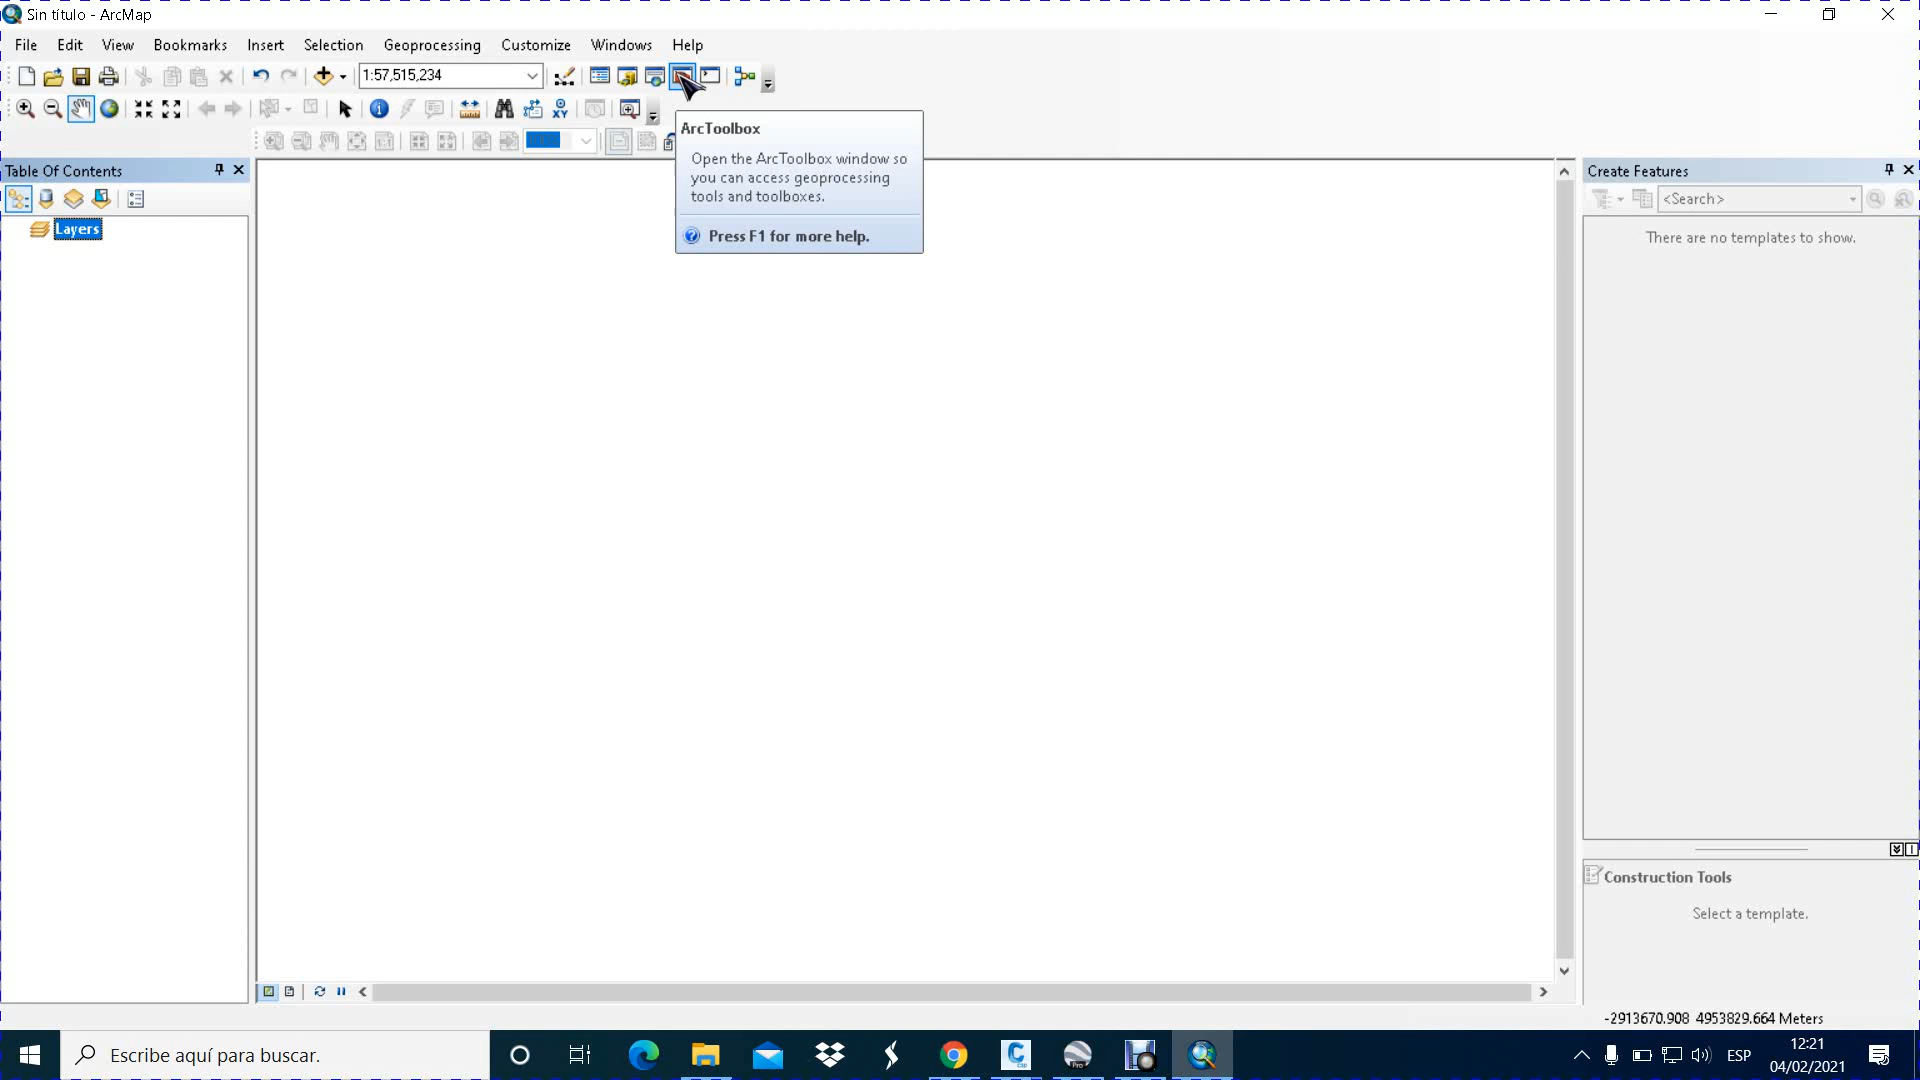 Sin título - ArcMap
File Edit View Bookmarks Insert Selection Geoprocessing Customize Windows Help
1:57,515,234
ArcToolbox
Open the ArcToolbox window so
you can access geoprocessing
tools and toolboxes.
Press F1 for more help.
Table Of Contents
Layers
Create Features
<Search>
There are no templates to show.
Construction Tools
Select a template.
-2913670.908 4953829.664 Meters
Escribe aquí para buscar.
ESP
12:21
04/02/2021